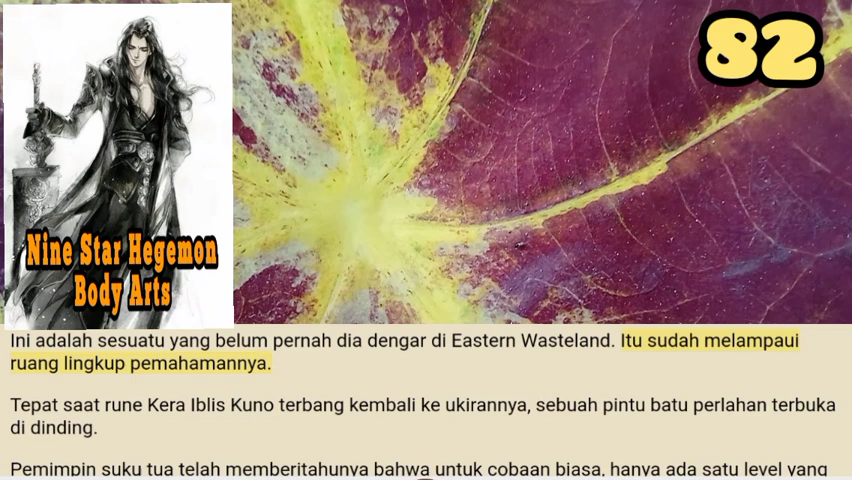 82
Nine Star Hegemon
Body Arts
Ini adalah sesuatu yang belum pernah dia dengar di Eastern Wasteland. Itu sudah melampaui
ruang lingkup pemahamannya.
Tepat saat rune Kera Iblis Kuno terbang kembali ke ukirannya, sebuah pintu batu perlahan terbuka
di dinding.
Pemimpin suku tua telah memberitahunya bahwa untuk cobaan biasa, hanya ada satu level yang